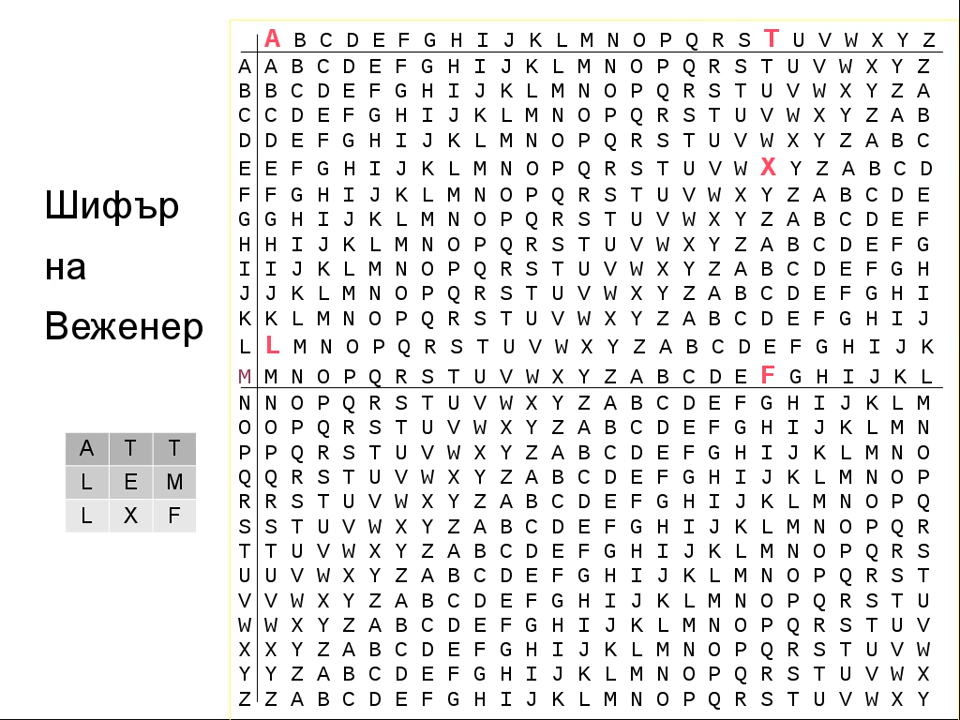 Шифър
на
Веженер
A T T
L E M
L X F
A B C D E F G H I J K L M N O P Q R S T U V W X Y Z
A A B C D E F G H I J K L M N O P Q R S T U V W X Y Z
B B C D E F G H I J K L M N O P Q R S T U V W X Y Z A
C C D E F G H I J K L M N O P Q R S T U V W X Y Z A B
D D E F G H I J K L M N O P Q R S T U V W X Y Z A B C
E E F G H I J K L M N O P Q R S T U V W X Y Z A B C D
F F G H I J K L M N O P Q R S T U V W X Y Z A B C D E
G G H I J K L M N O P Q R S T U V W X Y Z A B C D E F
H H I J K L M N O P Q R S T U V W X Y Z A B C D E F G
I I J K L M N O P Q R S T U V W X Y Z A B C D E F G H
J J K L M N O P Q R S T U V W X Y Z A B C D E F G H I
K K L M N O P Q R S T U V W X Y Z A B C D E F G H I J
L L M N O P Q R S T U V W X Y Z A B C D E F G H I J K
M M N O P Q R S T U V W X Y Z A B C D E F G H I J K L
N N O P Q R S T U V W X Y Z A B C D E F G H I J K L M
O O P Q R S T U V W X Y Z A B C D E F G H I J K L M N
P P Q R S T U V W X Y Z A B C D E F G H I J K L M N O
Q Q R S T U V W X Y Z A B C D E F G H I J K L M N O P
R R S T U V W X Y Z A B C D E F G H I J K L M N O P Q
S S T U V W X Y Z A B C D E F G H I J K L M N O P Q R
T T U V W X Y Z A B C D E F G H I J K L M N O P Q R S
U U V W X Y Z A B C D E F G H I J K L M N O P Q R S T
V V W X Y Z A B C D E F G H I J K L M N O P Q R S T U
W W X Y Z A B C D E F G H I J K L M N O P Q R S T U V
X X Y Z A B C D E F G H I J K L M N O P Q R S T U V W
Y Y Z A B C D E F G H I J K L M N O P Q R S T U V W X
Z Z A B C D E F G H I J K L M N O P Q R S T U V W X Y